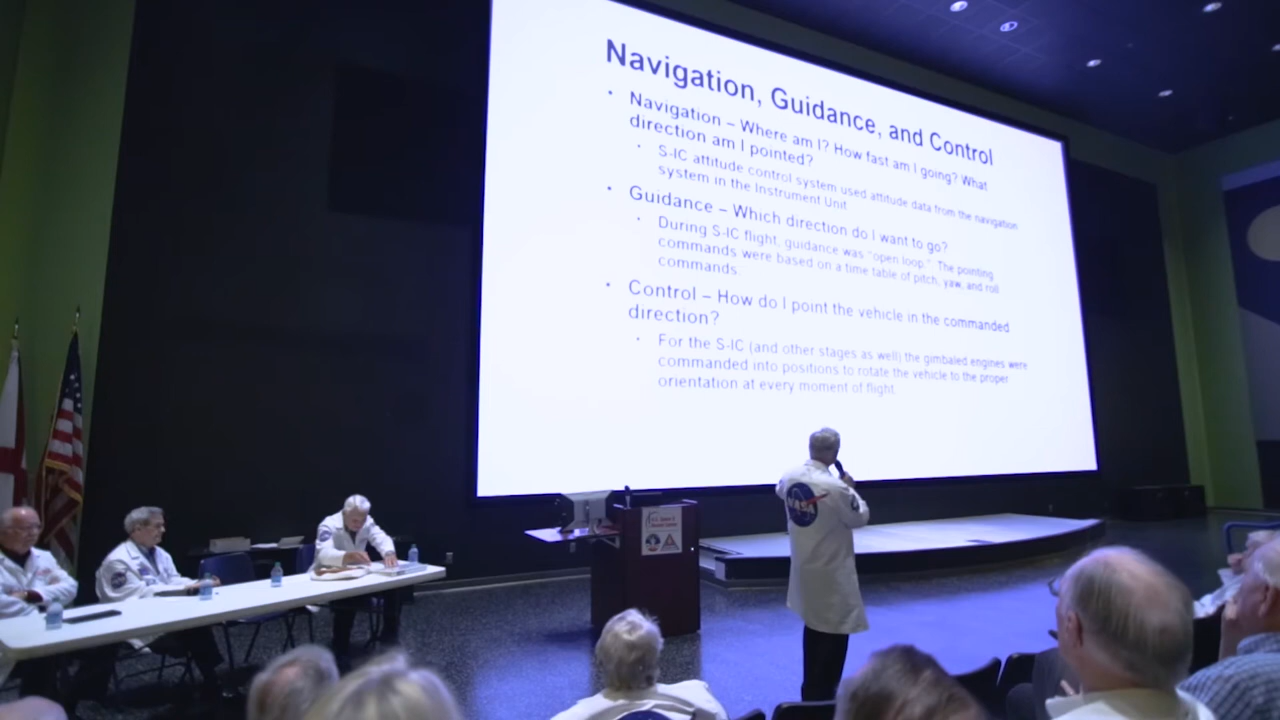 Navigation, Guidance, and Control
• Navigation – Where am I? How fast am I going? What
direction am I pointed?
• S-IC attitude control system used attitude data from the navigation
system in the Instrument Unit
• Guidance – Which direction do I want to go?
• During S-IC flight, guidance was "open loop." The pointing
commands were based on a time table of pitch, yaw, and roll
commands.
• Control – How do I point the vehicle in the commanded
direction?
• For the S-IC (and other stages as well) the gimbaled engines were
commanded into positions to rotate the vehicle to the proper
orientation at every moment of flight
NASA
U.S. Space &
Rocket Center